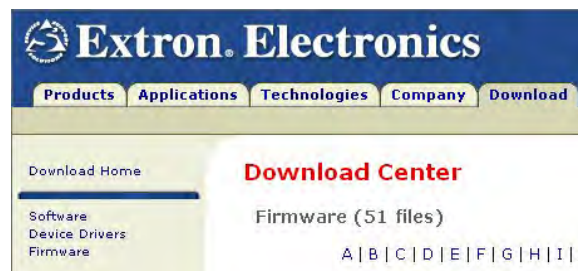 Extron. Electronics
Products Applications Technologies Company Download
Download Home
Download Center
Software
Device Drivers
Firmware
Firmware (51 files)
A | B | C | D | E | F | G | H | I |